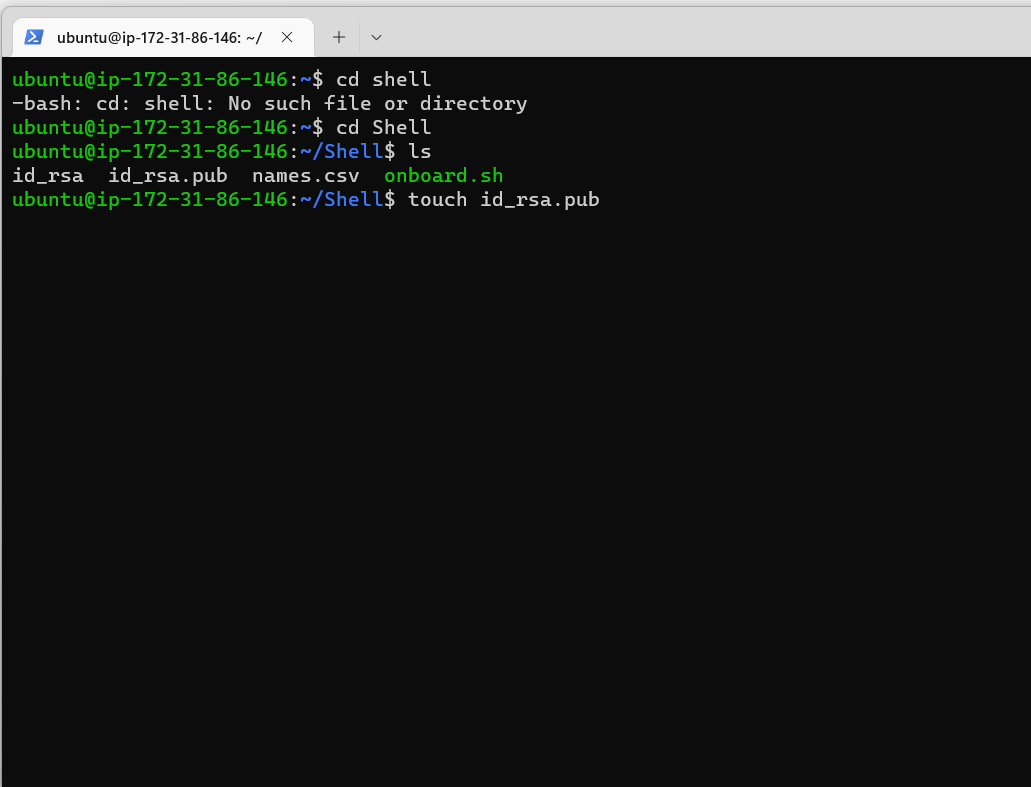 ubuntu@ip-172-31-86-146: ~/
ubuntu@ip-172-31-86-146:~$ cd shell
-bash: cd: shell: No such file or directory
ubuntu@ip-172-31-86-146:~$ cd Shell
ubuntu@ip-172-31-86-146:~/Shell$ ls
id_rsa  id_rsa.pub  names.csv  onboard.sh
ubuntu@ip-172-31-86-146:~/Shell$ touch id_rsa.pub